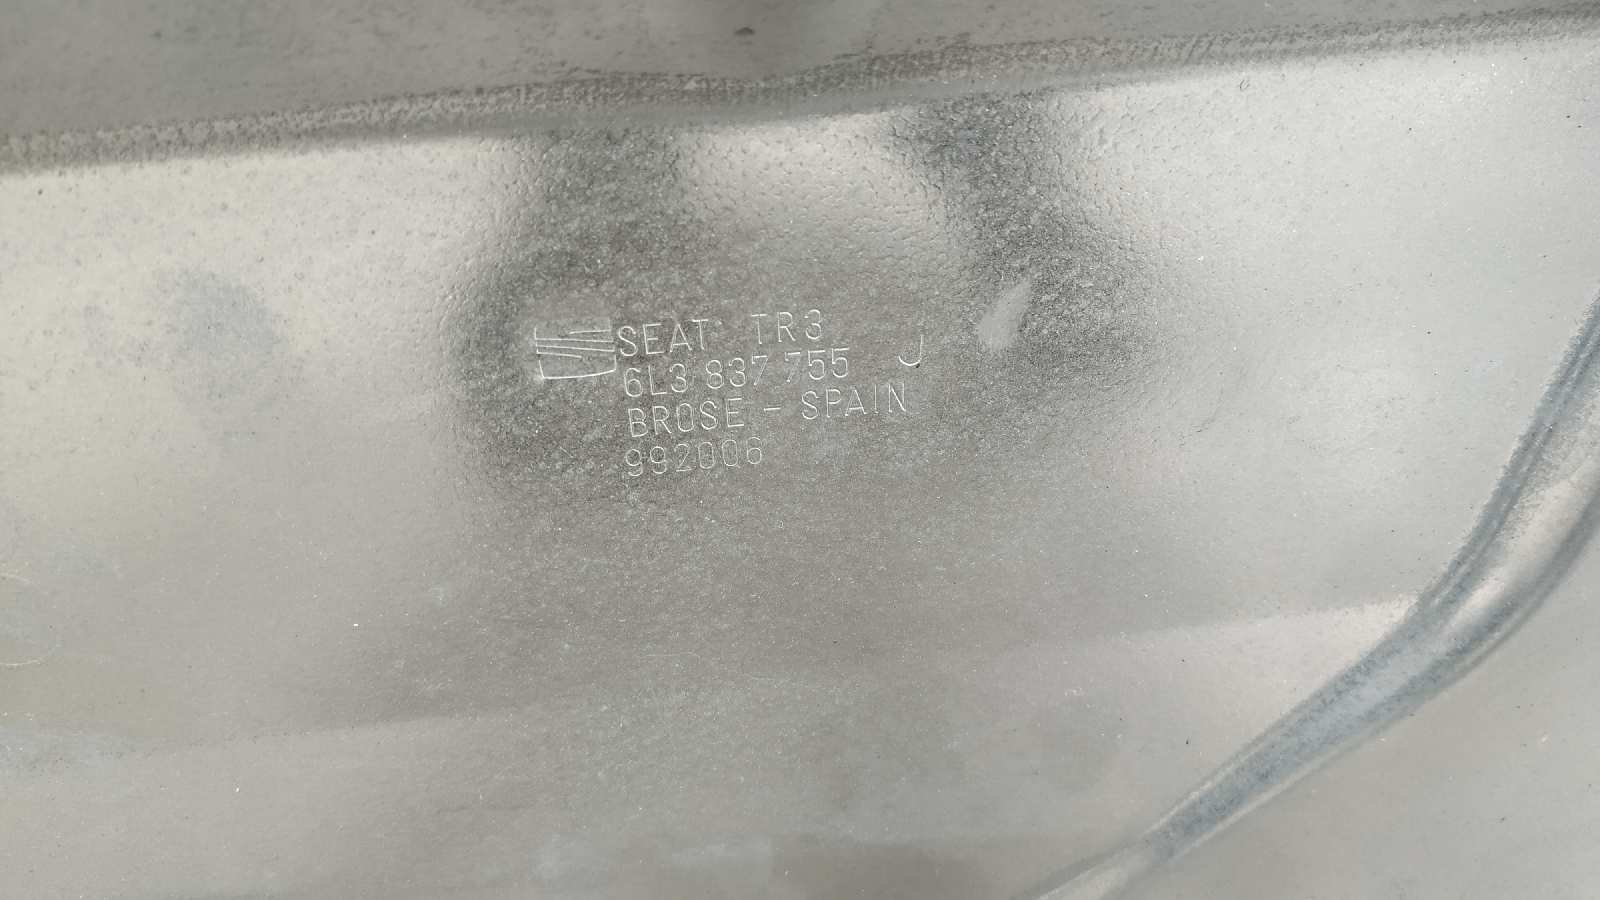 SEAT TR3
6L3 837 755 J
BROSE - SPAIN
992006